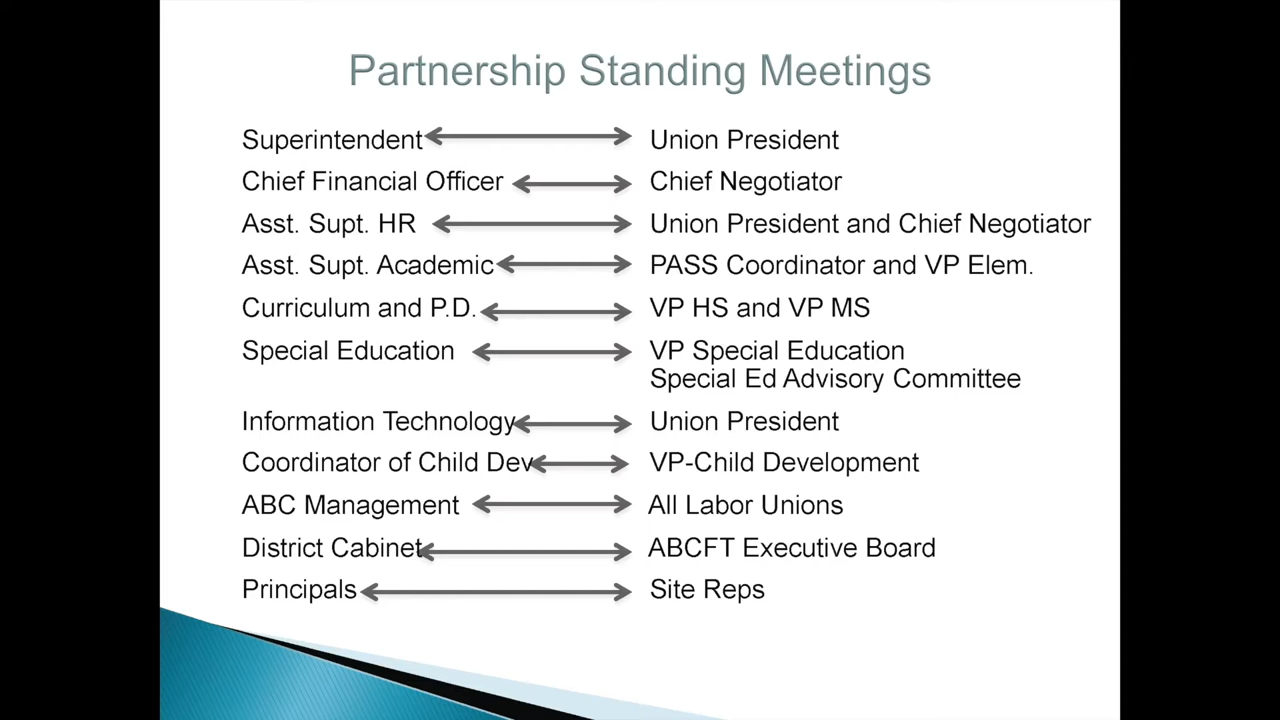 Partnership Standing Meetings
Superintendent Union President
Chief Financial Officer Chief Negotiator
Asst. Supt. HR Union President and Chief Negotiator
Asst. Supt. Academic PASS Coordinator and VP Elem.
Curriculum and P.D. VP HS and VP MS
Special Education VP Special Education
Special Ed Advisory Committee
Information Technology Union President
Coordinator of Child Dev VP-Child Development
ABC Management All Labor Unions
District Cabinet ABCFT Executive Board
Principals Site Reps